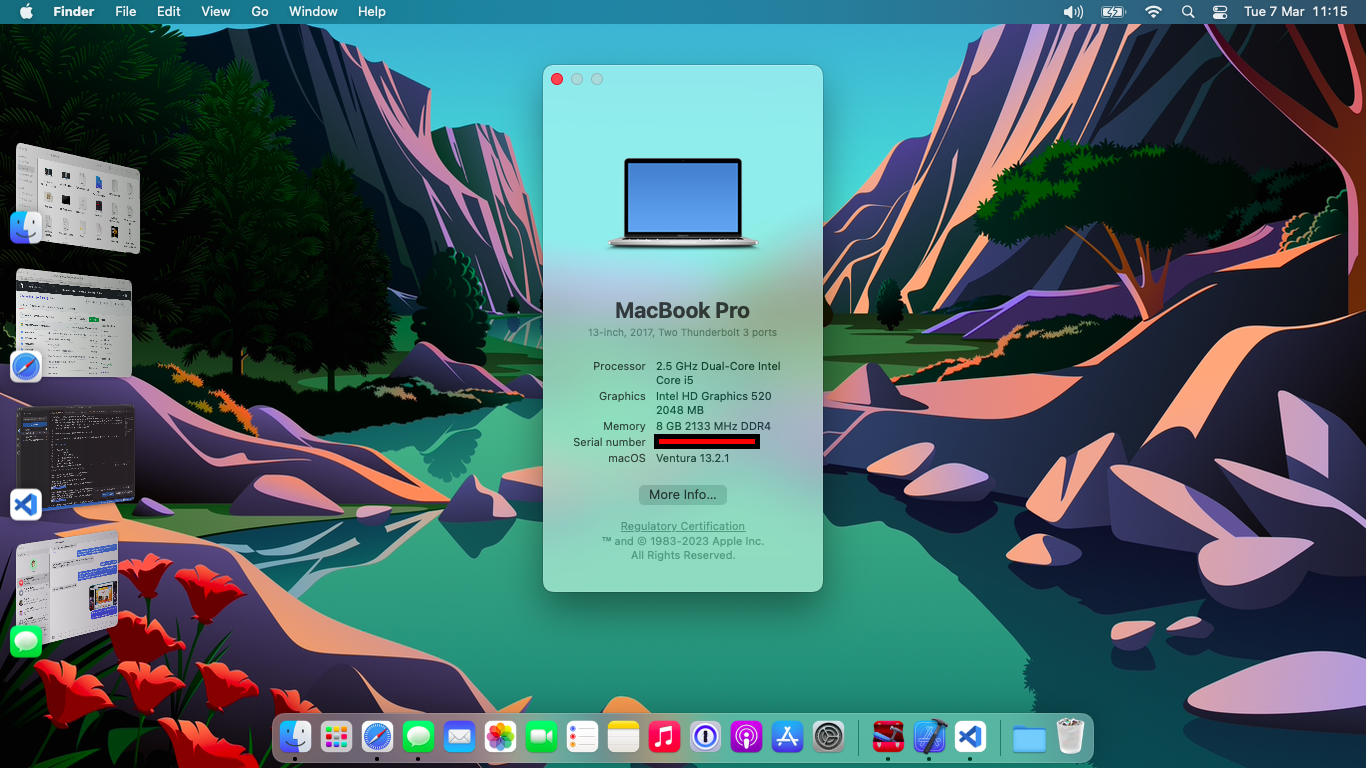 Finder File Edit View Go Window Help
Tue 7 Mar 11:15
MacBook Pro
13-inch, 2017, Two Thunderbolt 3 ports
Processor 2.5 GHz Dual-Core Intel
Core i5
Graphics Intel HD Graphics 520
2048 MB
Memory 8 GB 2133 MHz DDR4
Serial number
macOS Ventura 13.2.1
More Info...
Regulatory Certification
™ and © 1983-2023 Apple Inc.
All Rights Reserved.